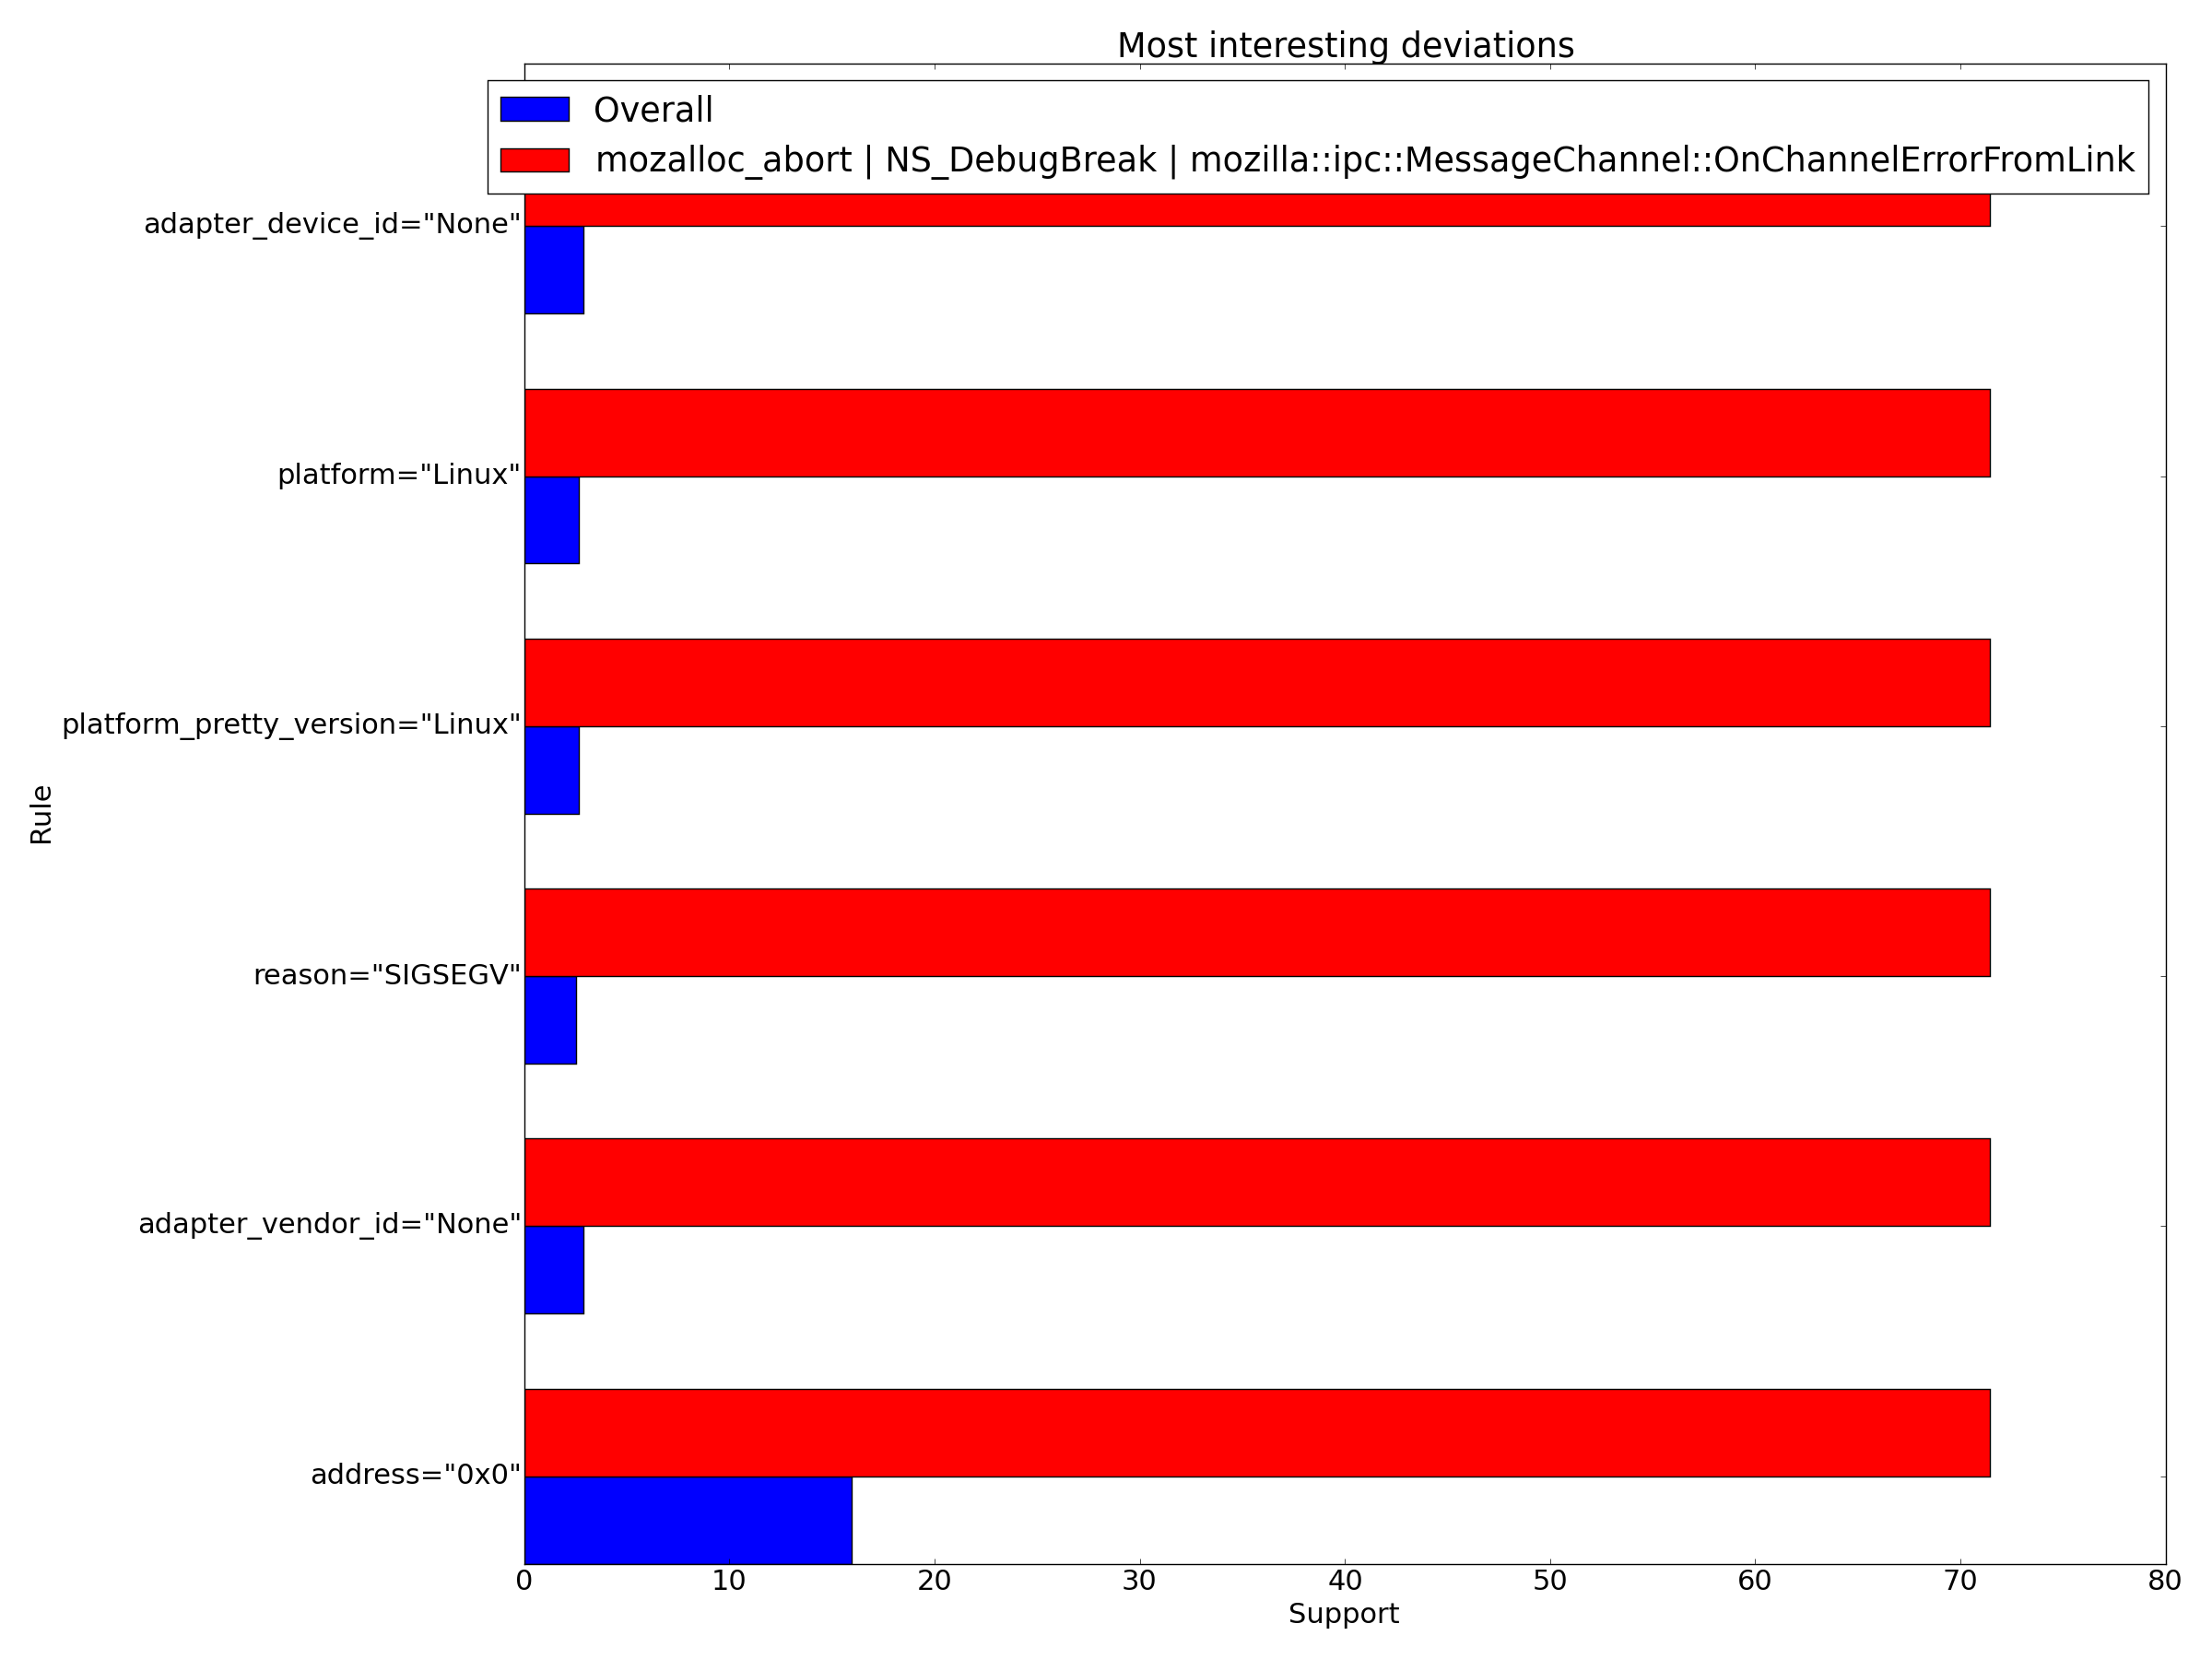 Most interesting deviations
Overall
mozalloc_abort | NS_DebugBreak | mozilla::ipc::MessageChannel::OnChannelErrorFromLink
adapter_device_id="None"
platform="Linux"
platform_pretty_version="Linux"
Rule
reason="SIGSEGV"
adapter_vendor_id="None"
address="0x0"
0 10 20 30 40 50 60 70 80
Support